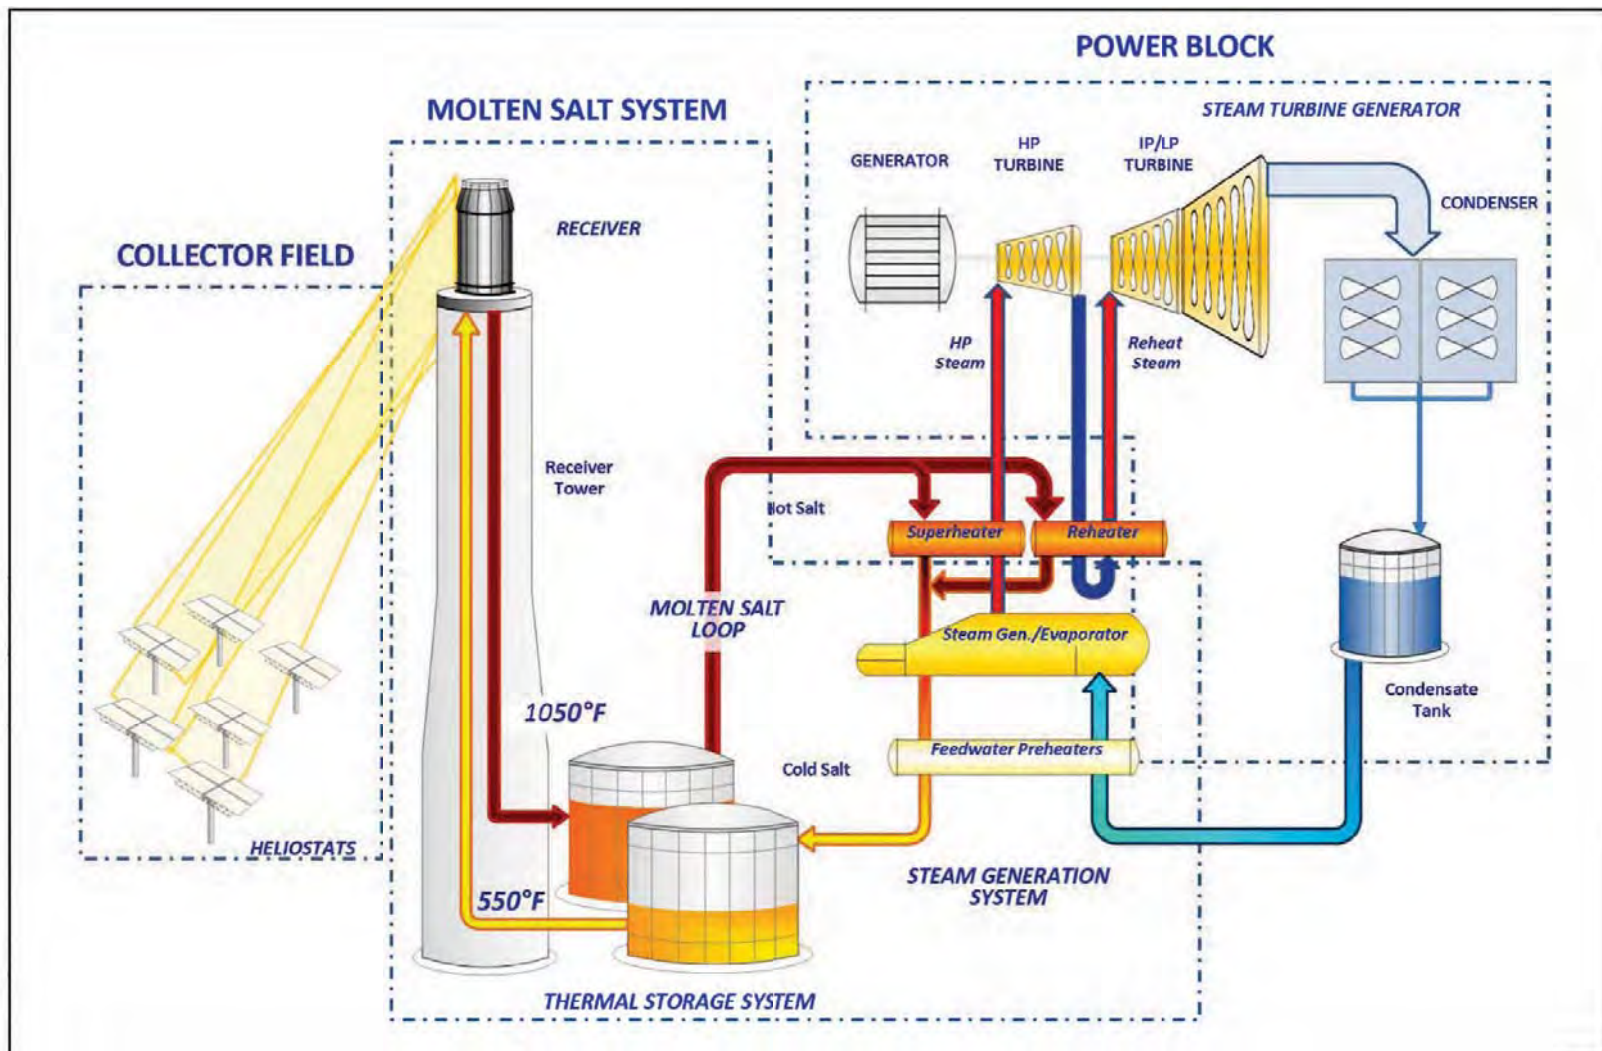 POWER BLOCK
MOLTEN SALT SYSTEM
STEAM TURBINE GENERATOR
GENERATOR
HP
TURBINE
IP/LP
TURBINE
CONDENSER
RECEIVER
COLLECTOR FIELD
HP
Steam
Reheat
Steam
Receiver
Tower
Hot Salt
Superheater
Reheater
MOLTEN SALT
LOOP
Steam Gen./Evaporator
Condensate
Tank
1050°F
Feedwater Preheaters
Cold Salt
HELIOSTATS
STEAM GENERATION
SYSTEM
550°F
THERMAL STORAGE SYSTEM